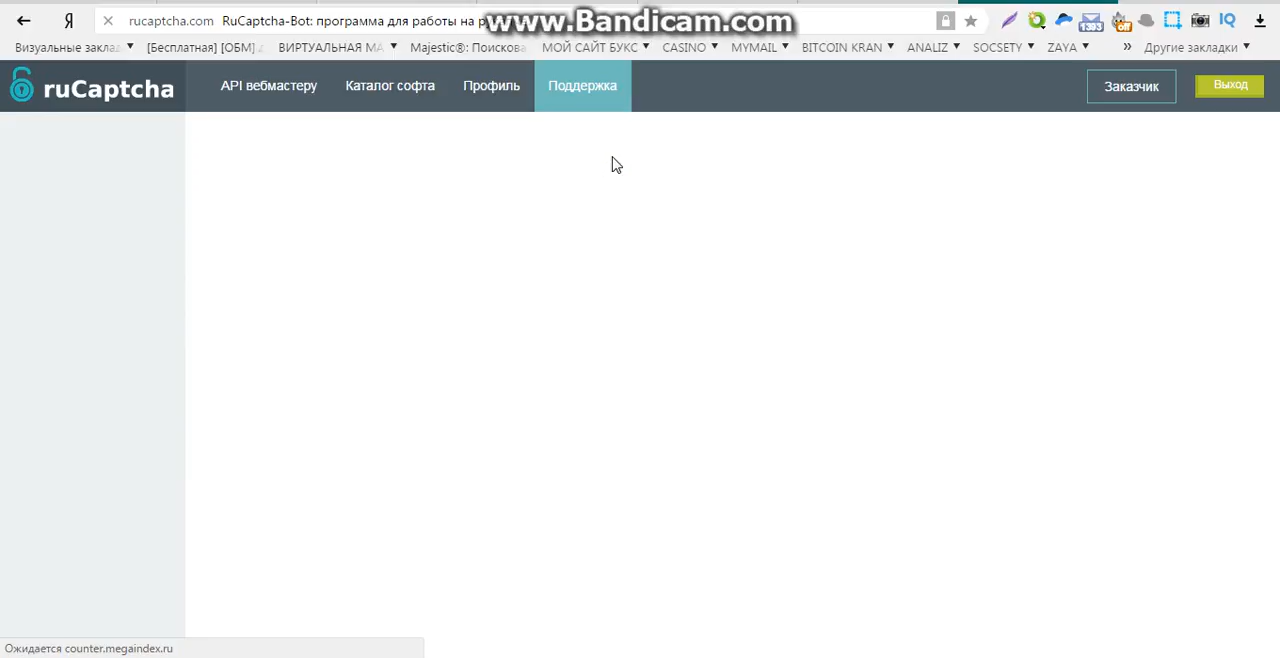 www.Bandicam.com
Я rucaptcha.com RuCaptcha-Bot: программа для работы на
Визуальные заклад [Бесплатная] [ОБМ] ВИРТУАЛЬНАЯ МА Majestic®: Поискова МОЙ САЙТ БУКС CASINO MYMAIL BITCOIN KRAN ANALIZ SOCSETY ZAYA » Другие закладки
ruCaptcha API вебмастеру Каталог софта Профиль Поддержка Заказчик Выход
Ожидается counter.megaindex.ru